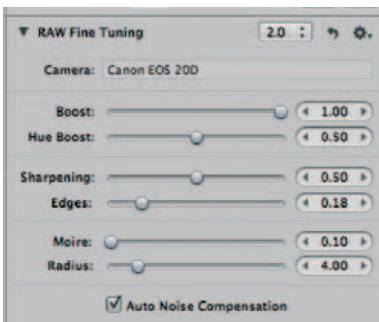 RAW Fine Tuning 2.0
Camera: Canon EOS 20D
Boost: 1.00
Hue Boost: 0.50
Sharpening: 0.50
Edges: 0.18
Moire: 0.10
Radius: 4.00
Auto Noise Compensation